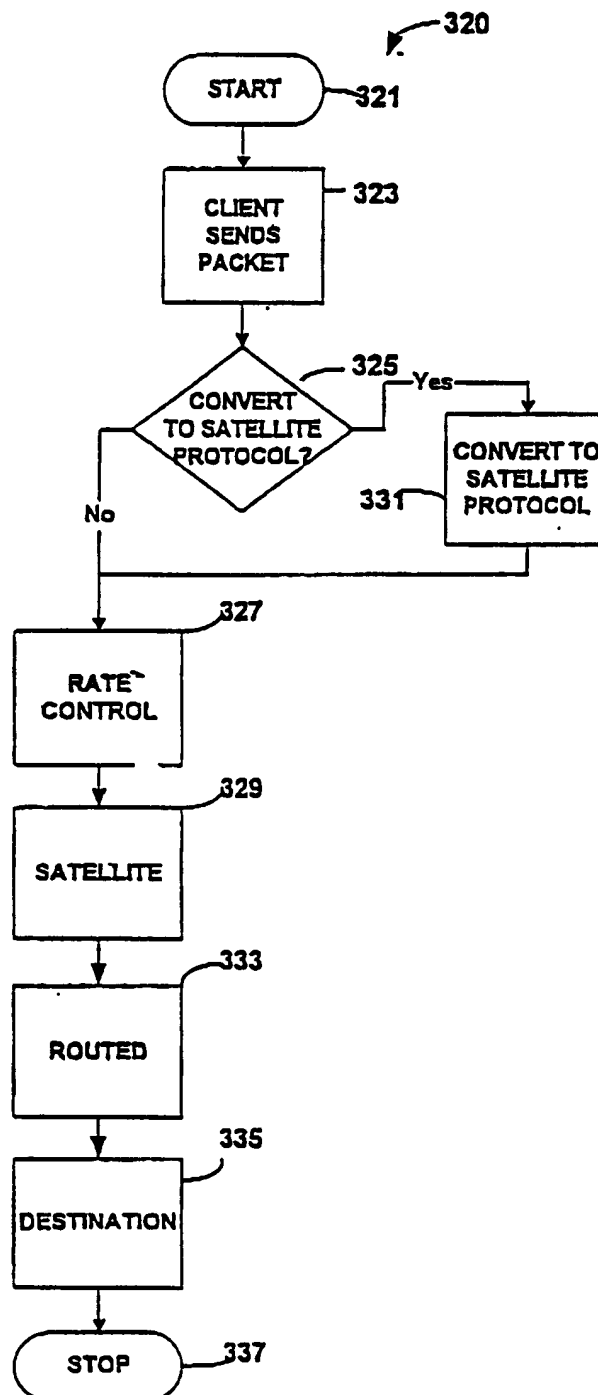 320
START
321
323
CLIENT
SENDS
PACKET
325
Yes
CONVERT
TO SATELLITE
PROTOCOL?
CONVERT TO
SATELLITE
PROTOCOL
331
No
327
RATE
CONTROL
329
SATELLITE
333
ROUTED
335
DESTINATION
STOP
337